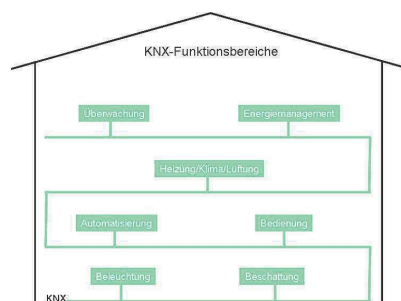 KNX-Funktionsbereiche
Überwachung
Energiemanagement
Heizung/Klima/Lüftung
Automatisierung
Bedienung
Beleuchtung
Beschattung
KNX